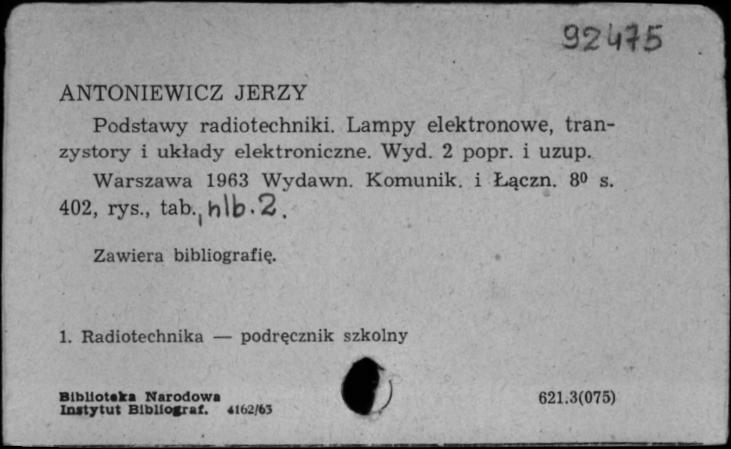 92475
ANTONIEWICZ JERZY
Podstawy radiotechniki. Lampy elektronowe, tran-
zystory i układy elektroniczne. Wyd. 2 popr. i uzup.
Warszawa 1963 Wydawn. Komunik. i Łączn. 8⁰ s.
402, rys., tab., nlb. 2.
Zawiera bibliografię.
1. Radiotechnika — podręcznik szkolny
Biblioteka Narodowa
Instytut Bibliograf. 4162/63
621.3(075)